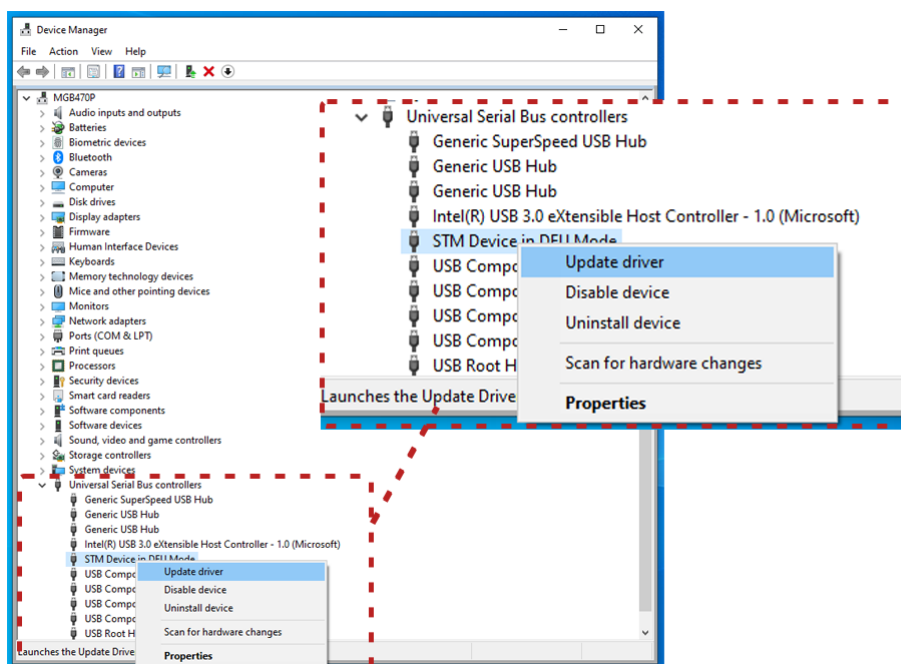 Device Manager
File Action View Help
MGB470P
Audio inputs and outputs
Batteries
Biometric devices
Bluetooth
Cameras
Computer
Disk drives
Display adapters
Firmware
Human Interface Devices
Keyboards
Memory technology devices
Mice and other pointing devices
Monitors
Network adapters
Ports (COM & LPT)
Print queues
Processors
Security devices
Smart card readers
Software components
Software devices
Sound, video and game controllers
Storage controllers
System devices
Universal Serial Bus controllers
Generic SuperSpeed USB Hub
Generic USB Hub
Generic USB Hub
Intel(R) USB 3.0 eXtensible Host Controller - 1.0 (Microsoft)
STM Device in DFU Mode
USB Compo
USB Compo
USB Compo
USB Compo
USB Root H
Update driver
Disable device
Uninstall device
Scan for hardware changes
Properties
Launches the Update Drive
Universal Serial Bus controllers
Generic SuperSpeed USB Hub
Generic USB Hub
Generic USB Hub
Intel(R) USB 3.0 eXtensible Host Controller - 1.0 (Microsoft)
STM Device in DFU Mode
USB Compo
USB Compo
USB Compo
USB Compo
USB Root H
Update driver
Disable device
Uninstall device
Scan for hardware changes
Properties
Launches the Update Drive